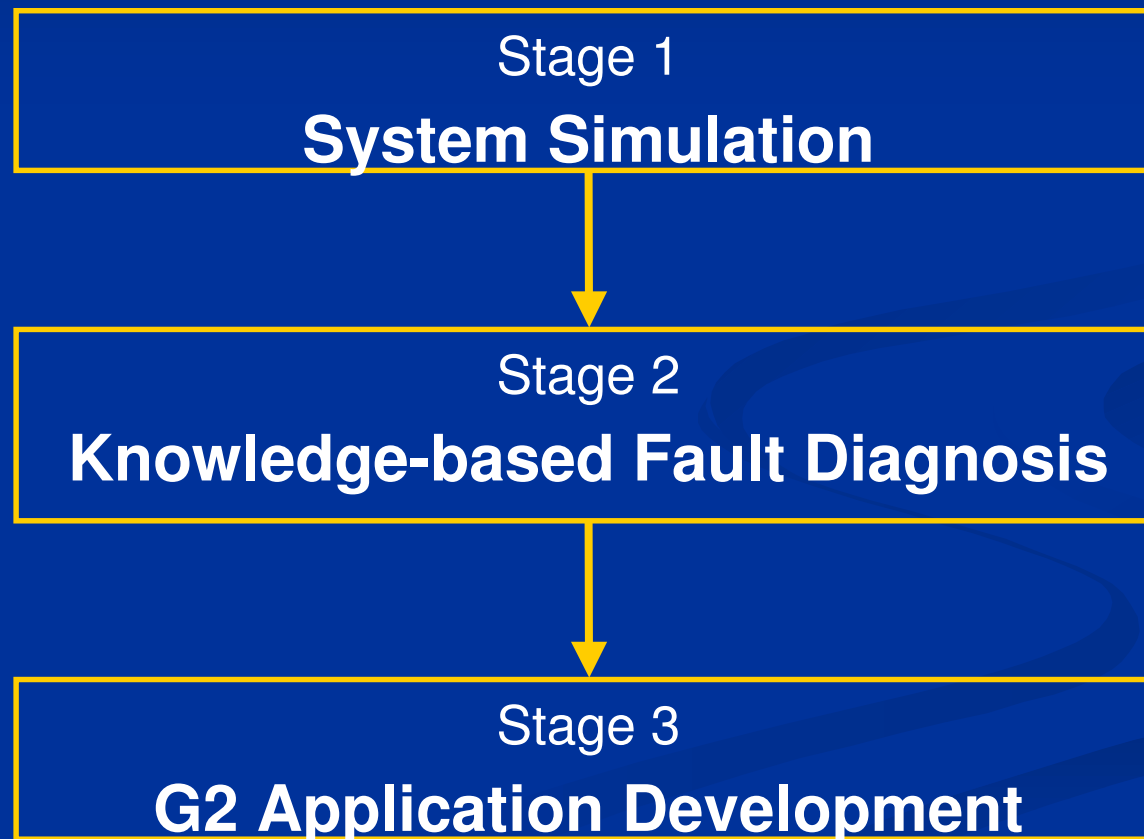 Stage 1
System Simulation
Stage 2
Knowledge-based Fault Diagnosis
Stage 3
G2 Application Development